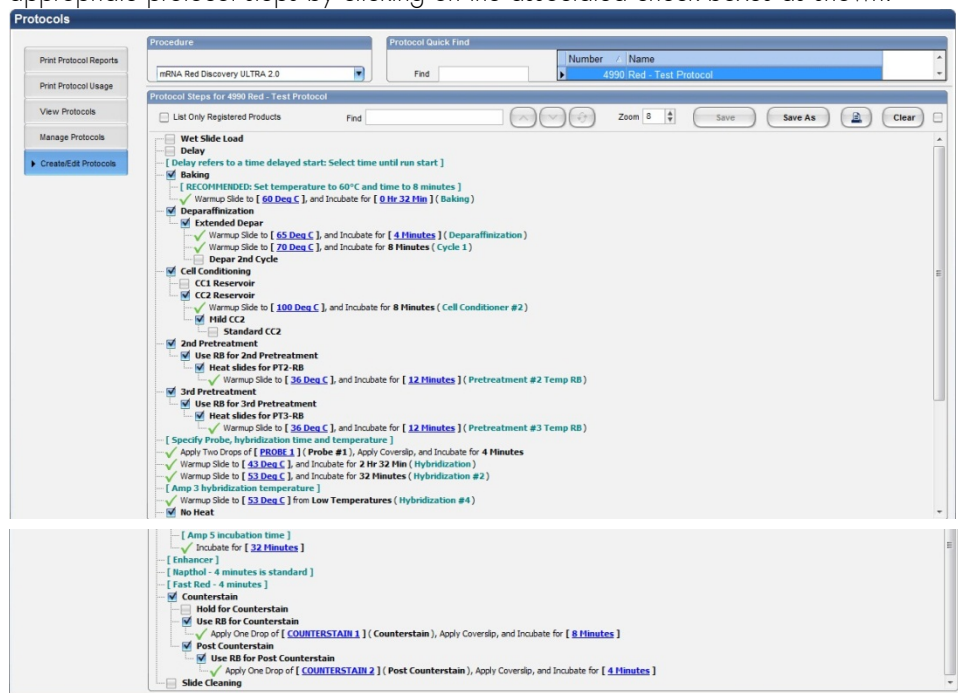 appropriate protocol steps by clicking on the associated check boxes as shown.
Protocols
Print Protocol Reports
Print Protocol Usage
View Protocols
Manage Protocols
Create/Edit Protocols
Procedure
mRNA Red Discovery ULTRA 2.0
Protocol Quick Find
Find
Number Name
4990 Red - Test Protocol
Protocol Steps for 4990 Red - Test Protocol
List Only Registered Products Find Zoom 8 Save Save As Clear
Wet Slide Load
Delay
[ Delay refers to a time delayed start: Select time until run start ]
Baking
[ RECOMMENDED: Set temperature to 60°C and time to 8 minutes ]
Warmup Slide to [ 60 Deg C ], and Incubate for [ 0 Hr 32 Min ] ( Baking )
Deparaffinization
Extended Depar
Warmup Slide to [ 65 Deg C ], and Incubate for [ 4 Minutes ] ( Deparaffinization )
Warmup Slide to [ 70 Deg C ], and Incubate for 8 Minutes ( Cycle 1 )
Depar 2nd Cycle
Cell Conditioning
CC1 Reservoir
CC2 Reservoir
Warmup Slide to [ 100 Deg C ], and Incubate for 8 Minutes ( Cell Conditioner #2 )
Mild CC2
Standard CC2
2nd Pretreatment
Use RB for 2nd Pretreatment
Heat slides for PT2-RB
Warmup Slide to [ 36 Deg C ], and Incubate for [ 12 Minutes ] ( Pretreatment #2 Temp RB )
3rd Pretreatment
Use RB for 3rd Pretreatment
Heat slides for PT3-RB
Warmup Slide to [ 36 Deg C ], and Incubate for [ 12 Minutes ] ( Pretreatment #3 Temp RB )
[ Specify Probe, hybridization time and temperature ]
Apply Two Drops of [ PROBE 1 ] ( Probe #1 ), Apply Coverslip, and Incubate for 4 Minutes
Warmup Slide to [ 43 Deg C ], and Incubate for 2 Hr 32 Min ( Hybridization )
Warmup Slide to [ 53 Deg C ], and Incubate for 32 Minutes ( Hybridization #2 )
[ Amp 3 hybridization temperature ]
Warmup Slide to [ 53 Deg C ] from Low Temperatures ( Hybridization #4 )
No Heat
[ Amp 5 incubation time ]
Incubate for [ 32 Minutes ]
[ Enhancer ]
[ Napthol - 4 minutes is standard ]
[ Fast Red - 4 minutes ]
Counterstain
Hold for Counterstain
Use RB for Counterstain
Apply One Drop of [ COUNTERSTAIN 1 ] ( Counterstain ), Apply Coverslip, and Incubate for [ 8 Minutes ]
Post Counterstain
Use RB for Post Counterstain
Apply One Drop of [ COUNTERSTAIN 2 ] ( Post Counterstain ), Apply Coverslip, and Incubate for [ 4 Minutes ]
Slide Cleaning